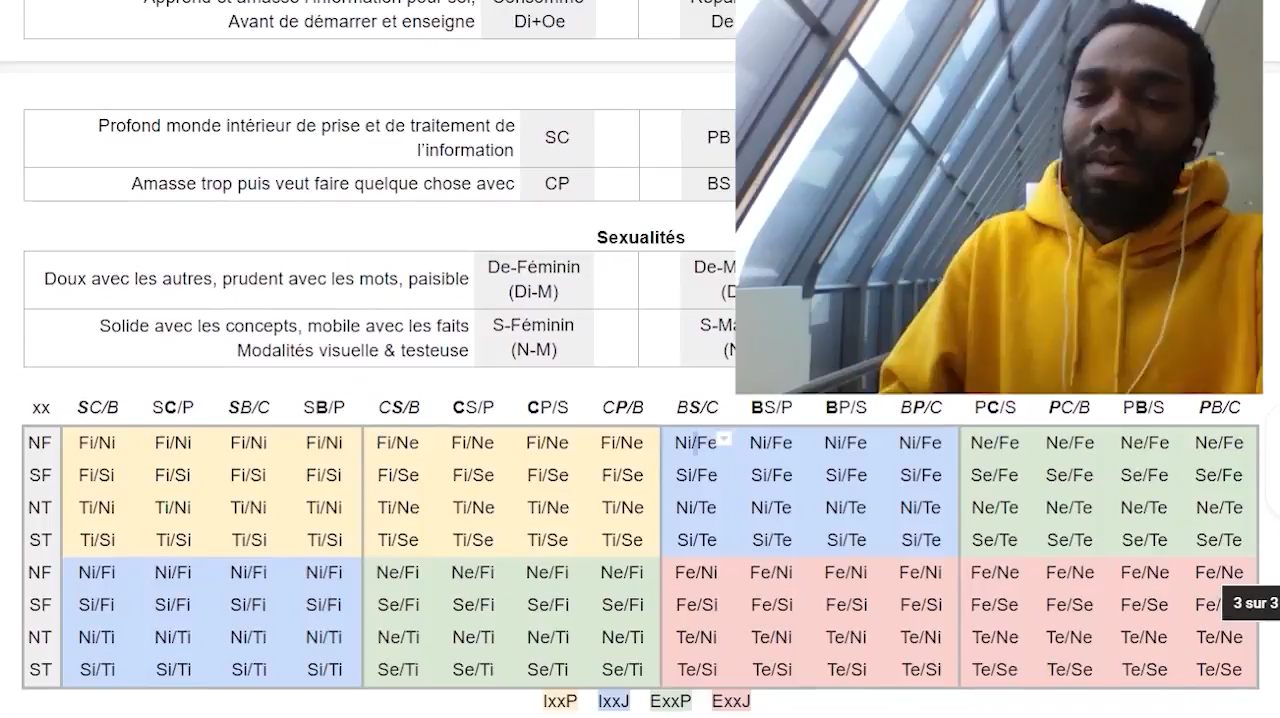 Apprend et amasse l'information pour soi,
Avant de démarrer et enseigne
Consomme
Di+Oe
De
Profond monde intérieur de prise et de traitement de
l'information
SC
PB
Amasse trop puis veut faire quelque chose avec
CP
BS
Sexualités
Doux avec les autres, prudent avec les mots, paisible
De-Féminin
(Di-M)
De-M
(D
Solide avec les concepts, mobile avec les faits
Modalités visuelle & testeuse
S-Féminin
(N-M)
S-Ma
(N
xx SC/B SC/P SB/C SB/P CS/B CS/P CP/S CP/B BS/C BS/P BP/S BP/C PC/S PC/B PB/S PB/C
NF Fi/Ni Fi/Ni Fi/Ni Fi/Ni Fi/Ne Fi/Ne Fi/Ne Fi/Ne Ni/Fe Ni/Fe Ni/Fe Ni/Fe Ne/Fe Ne/Fe Ne/Fe Ne/Fe
SF Fi/Si Fi/Si Fi/Si Fi/Si Fi/Se Fi/Se Fi/Se Fi/Se Si/Fe Si/Fe Si/Fe Si/Fe Se/Fe Se/Fe Se/Fe Se/Fe
NT Ti/Ni Ti/Ni Ti/Ni Ti/Ni Ti/Ne Ti/Ne Ti/Ne Ti/Ne Ni/Te Ni/Te Ni/Te Ni/Te Ne/Te Ne/Te Ne/Te Ne/Te
ST Ti/Si Ti/Si Ti/Si Ti/Si Ti/Se Ti/Se Ti/Se Ti/Se Si/Te Si/Te Si/Te Si/Te Se/Te Se/Te Se/Te Se/Te
NF Ni/Fi Ni/Fi Ni/Fi Ni/Fi Ne/Fi Ne/Fi Ne/Fi Ne/Fi Fe/Ni Fe/Ni Fe/Ni Fe/Ni Fe/Ne Fe/Ne Fe/Ne Fe/Ne
SF Si/Fi Si/Fi Si/Fi Si/Fi Se/Fi Se/Fi Se/Fi Se/Fi Fe/Si Fe/Si Fe/Si Fe/Si Fe/Se Fe/Se Fe/Se Fe/
3 sur 3
NT Ni/Ti Ni/Ti Ni/Ti Ni/Ti Ne/Ti Ne/Ti Ne/Ti Ne/Ti Te/Ni Te/Ni Te/Ni Te/Ni Te/Ne Te/Ne Te/Ne Te/Ne
ST Si/Ti Si/Ti Si/Ti Si/Ti Se/Ti Se/Ti Se/Ti Se/Ti Te/Si Te/Si Te/Si Te/Si Te/Se Te/Se Te/Se Te/Se
IxxP IxxJ ExxP ExxJ